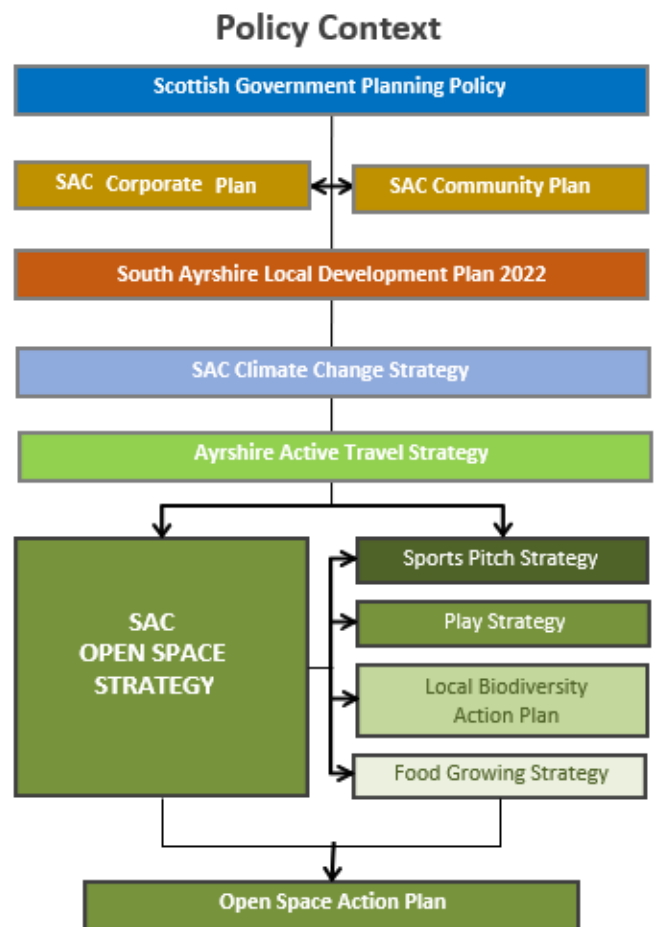 Policy Context
Scottish Government Planning Policy
SAC Corporate Plan
SAC Community Plan
South Ayrshire Local Development Plan 2022
SAC Climate Change Strategy
Ayrshire Active Travel Strategy
SAC
OPEN SPACE
STRATEGY
Sports Pitch Strategy
Play Strategy
Local Biodiversity
Action Plan
Food Growing Strategy
Open Space Action Plan